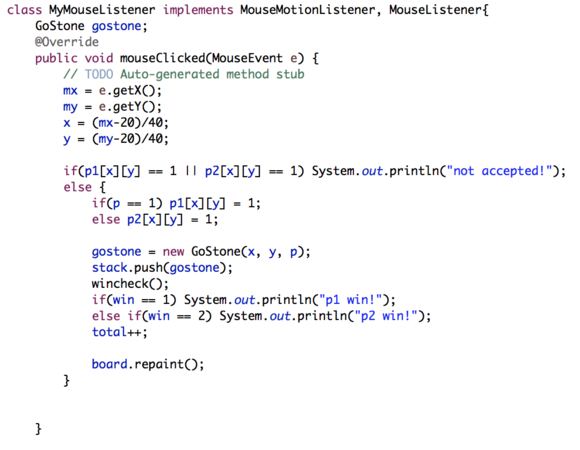 class MyMouseListener implements MouseMotionListener, MouseListener{
    GoStone gostone;
    @Override
    public void mouseClicked(MouseEvent e) {
        // TODO Auto-generated method stub
        mx = e.getX();
        my = e.getY();
        x = (mx-20)/40;
        y = (my-20)/40;
        if(p1[x][y] == 1 || p2[x][y] == 1) System.out.println("not accepted!");
        else {
            if(p == 1) p1[x][y] = 1;
            else p2[x][y] = 1;
            gostone = new GoStone(x, y, p);
            stack.push(gostone);
            wincheck();
            if(win == 1) System.out.println("p1 win!");
            else if(win == 2) System.out.println("p2 win!");
            total++;
            board.repaint();
        }
    }